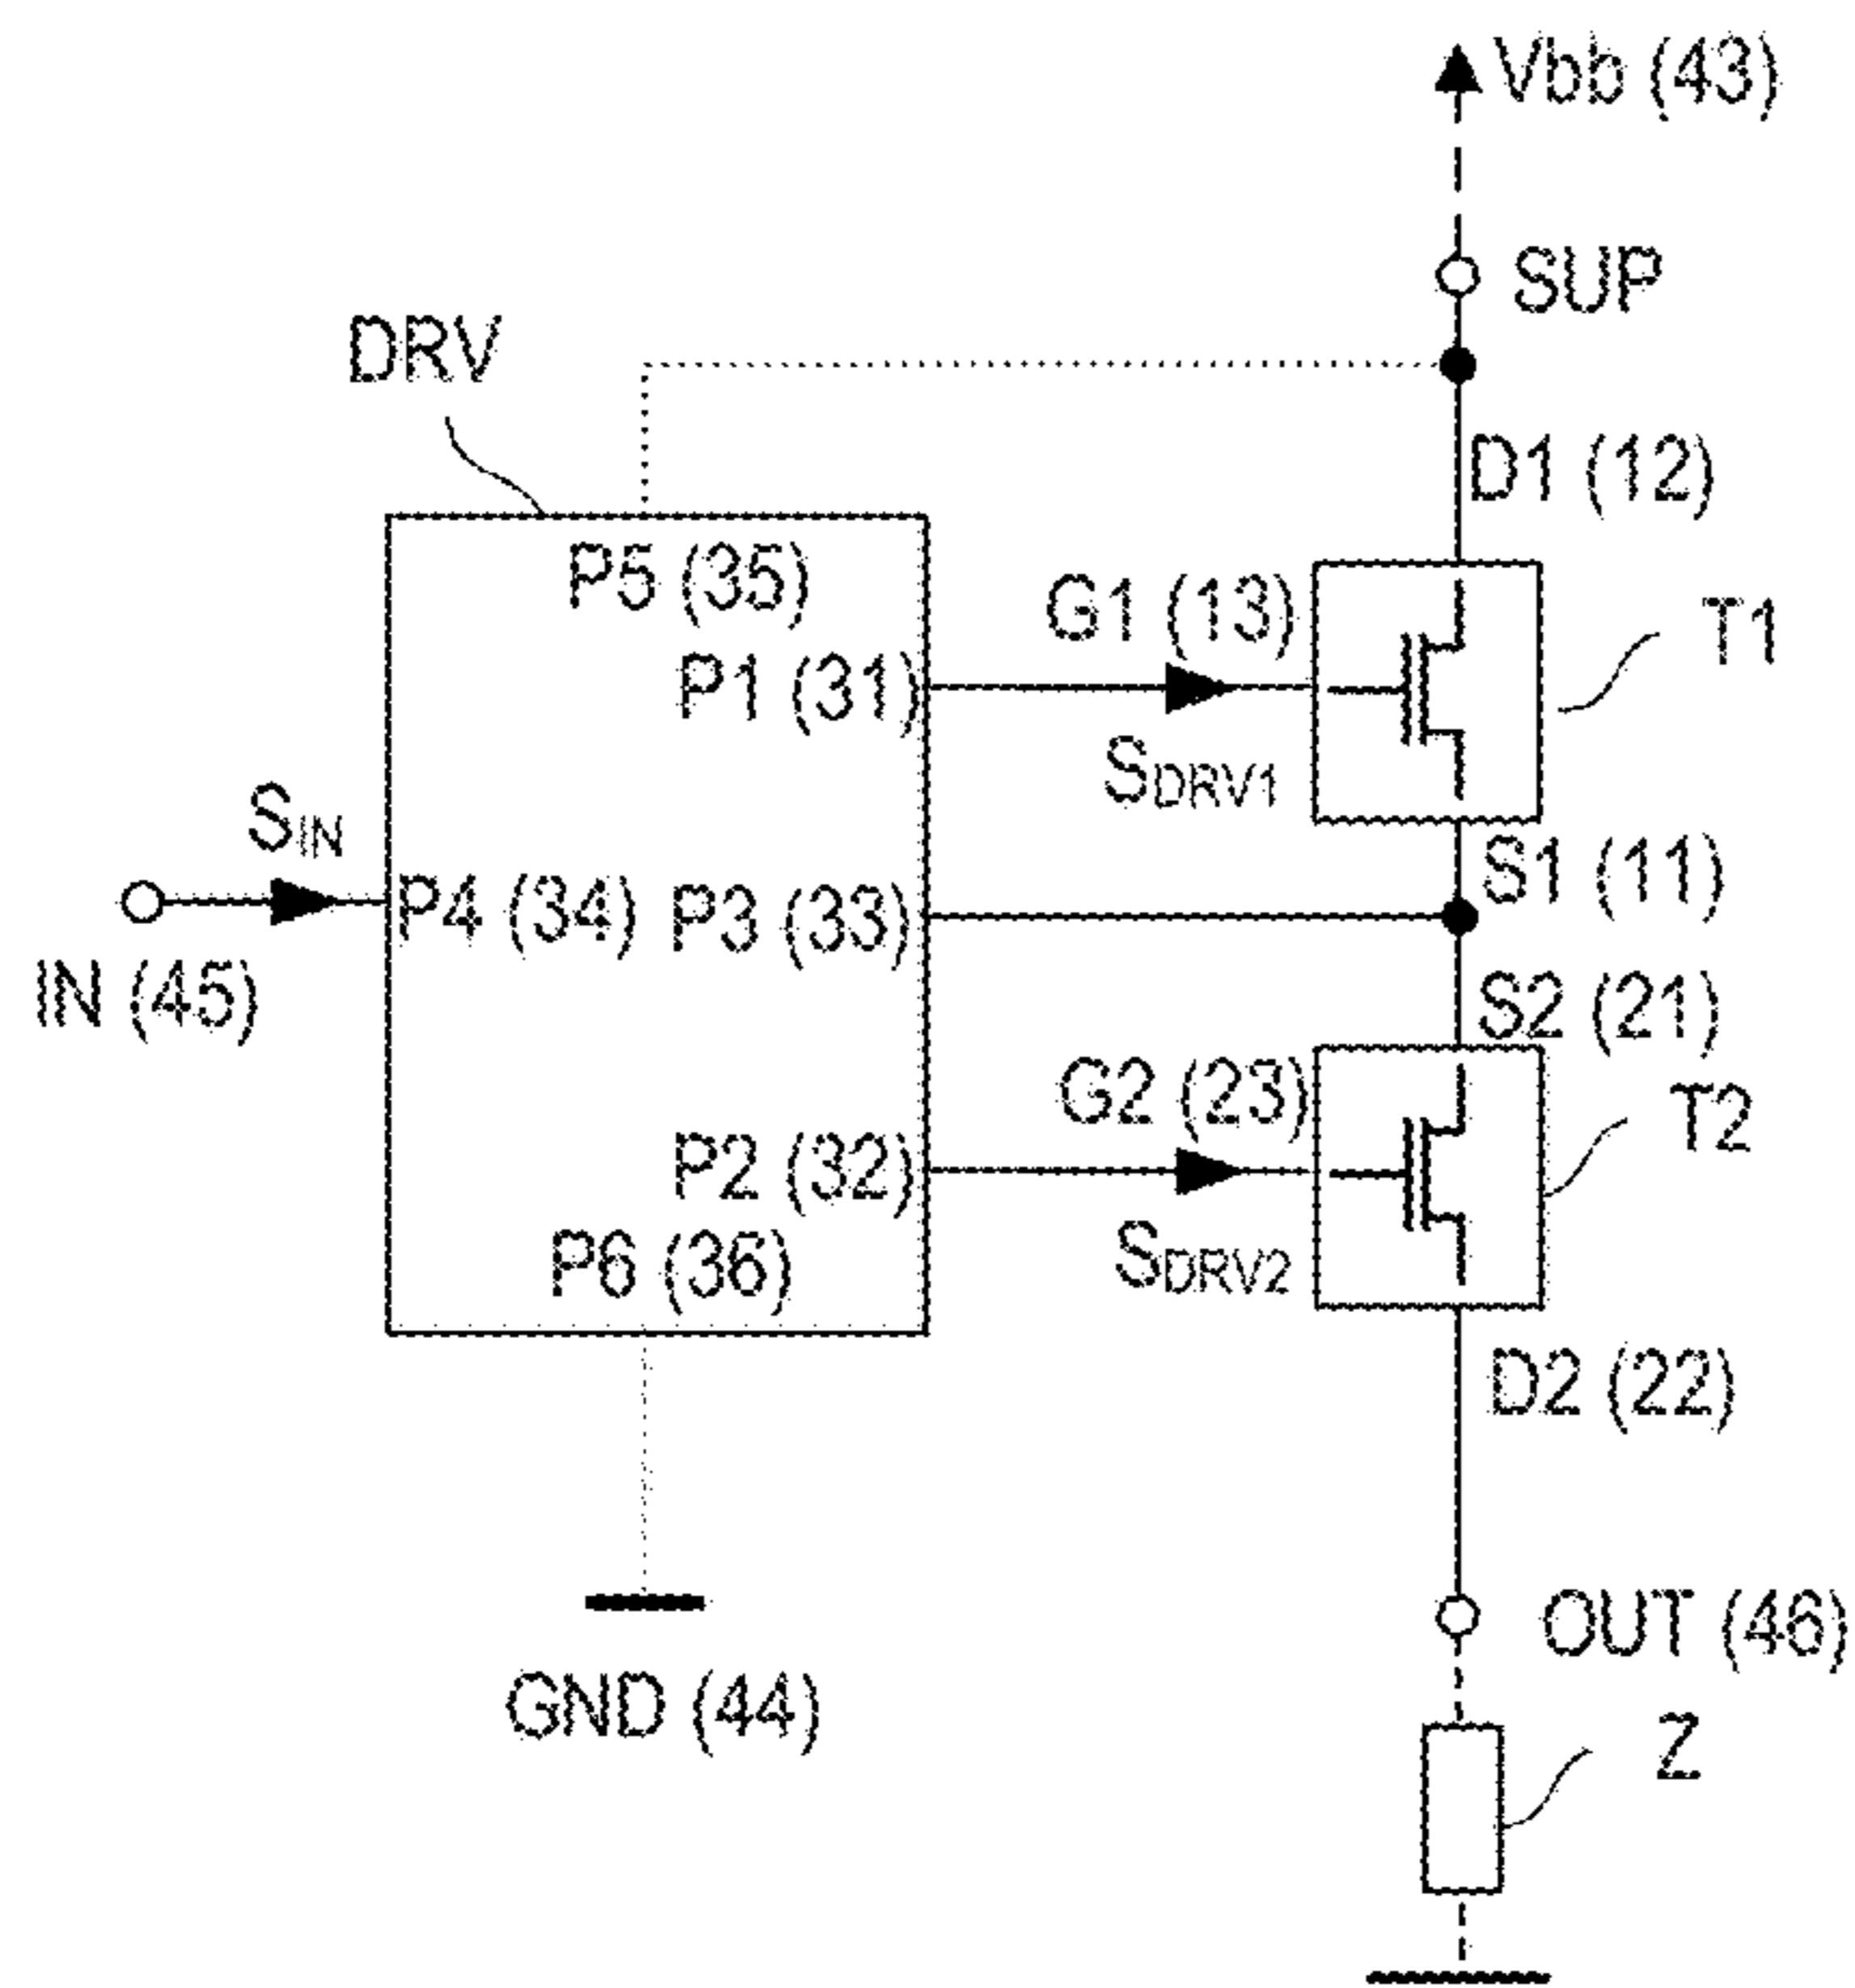 Vbb (43)
SUP
DRV
D1 (12)
P5 (35)
G1 (13)
T1
P1 (31)
SDRV1
SIN
S1 (11)
P4 (34)
P3 (33)
IN (45)
S2 (21)
G2 (23)
T2
P2 (32)
SDRV2
P6 (36)
D2 (22)
OUT (46)
GND (44)
Z